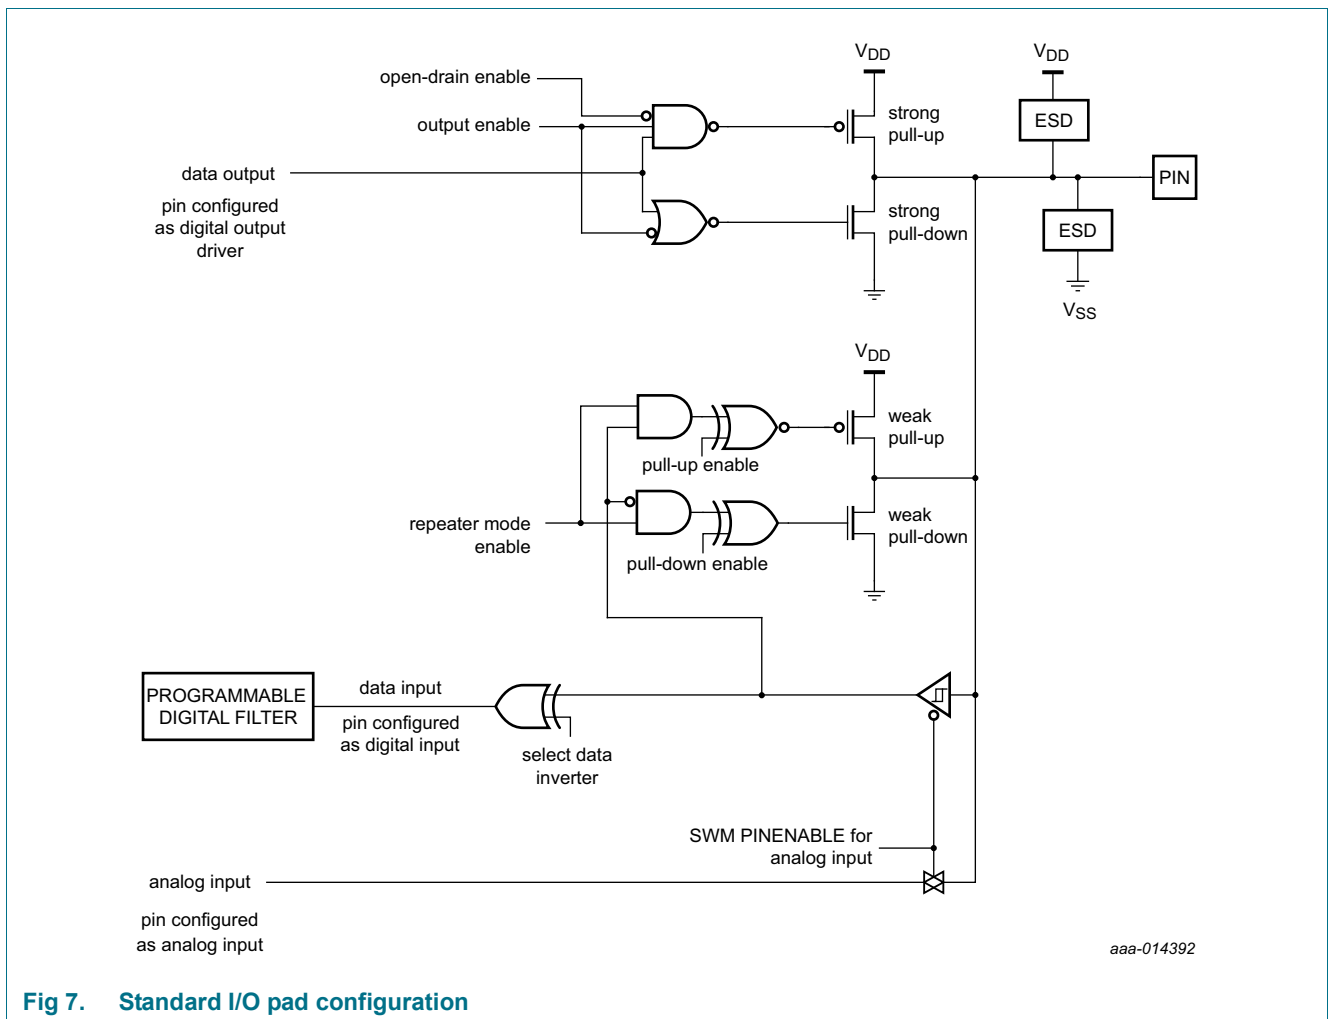 VDD
VDD
open-drain enable
strong
pull-up
ESD
output enable
data output
PIN
pin configured
as digital output
driver
strong
pull-down
ESD
VSS
VDD
weak
pull-up
pull-up enable
repeater mode
enable
weak
pull-down
pull-down enable
PROGRAMMABLE
DIGITAL FILTER
data input
pin configured
as digital input
select data
inverter
SWM PINENABLE for
analog input
analog input
pin configured
as analog input
aaa-014392
Fig 7. Standard I/O pad configuration